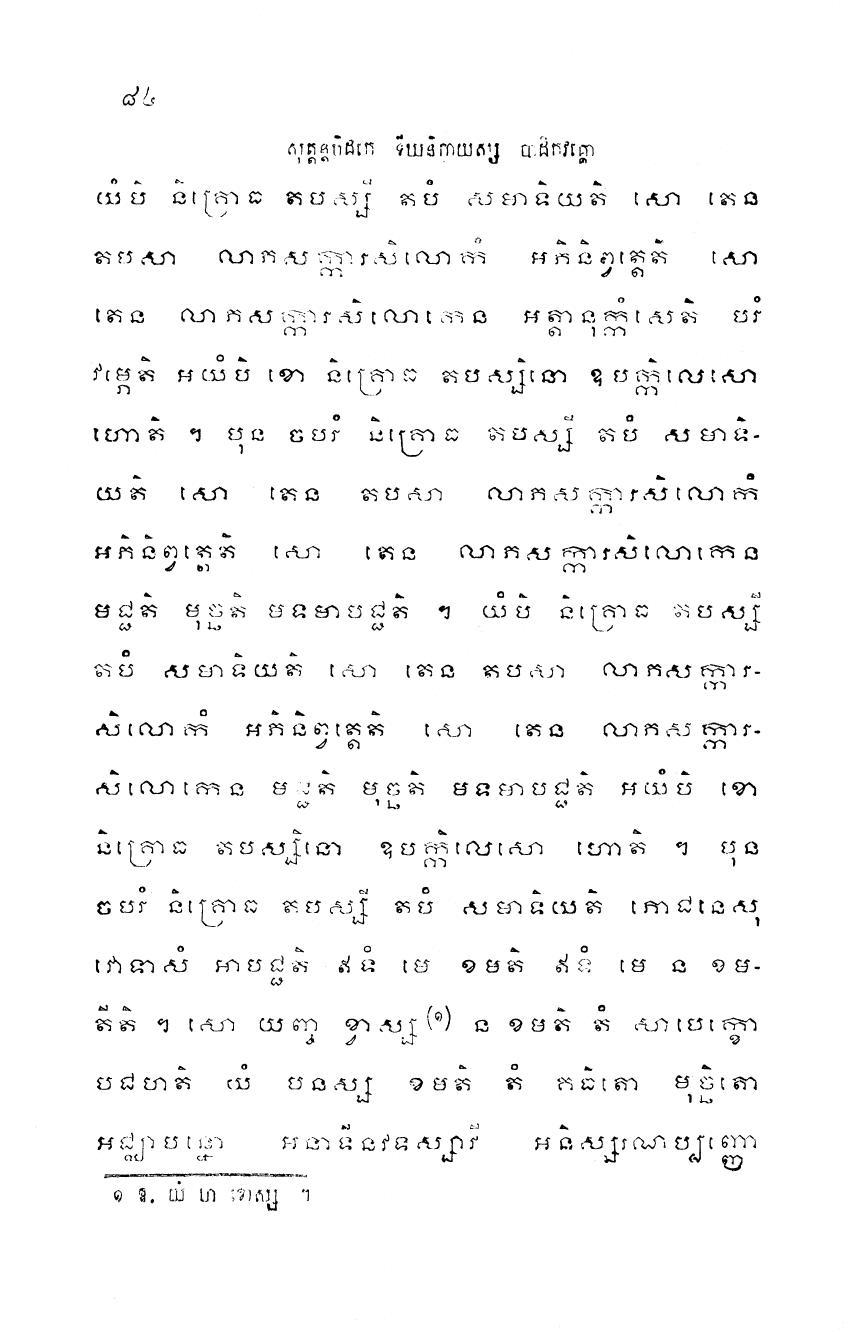 ៨៤
សុត្តន្តបិដកេ ទីឃនិកាយស្ស បាដិកវគ្គោ
យំបិ និគ្រោធ តបស្សី តបំ សមាទិយតិ សោ តេន
តបសា លាភសក្ការសិលោកំ អភិនិព្វត្តេតិ សោ
តេន លាភសក្ការសិលោកេន អត្តានុក្កំសេតិ បរំ
វម្ភេតិ អយំបិ ខោ និគ្រោធ តបស្សិនោ ឧបក្កិលេសោ
ហោតិ ។ បុន ចបរំ និគ្រោធ តបស្សី តបំ សមាទិ-
យតិ សោ តេន តបសា លាភសក្ការសិលោកំ
អភិនិព្វត្តេតិ សោ តេន លាភសក្ការសិលោកេន
មជ្ជតិ មុច្ឆតិ មទមាបជ្ជតិ ។ យំបិ និគ្រោធ តបស្សី
តបំ សមាទិយតិ សោ តេន តបសា លាភសក្ការ-
សិលោកំ អភិនិព្វត្តេតិ សោ តេន លាភសក្ការ-
សិលោកេន មជ្ជតិ មុច្ឆតិ មទមាបជ្ជតិ អយំបិ ខោ
និគ្រោធ តបស្សិនោ ឧបក្កិលេសោ ហោតិ ។ បុន
ចបរំ និគ្រោធ តបស្សី តបំ សមាទិយតិ ភោជនេសុ
វោទាសំ អាបជ្ជតិ ឥទំ មេ ខមតិ ឥទំ មេ ន ខម-
តីតិ ។ សោ យញ្ច ខ្វាស្ស (១) ន ខមតិ តំ សាបេក្ខោ
បជហតិ យំ បនស្ស ខមតិ តំ គធិតោ មុច្ឆិតោ
អជ្ឈាបន្នោ អនាទីនវទស្សាវី អនិស្សរណប្បញ្ញោ
១ ឱ. យំ ហិ ខោស្ស ។